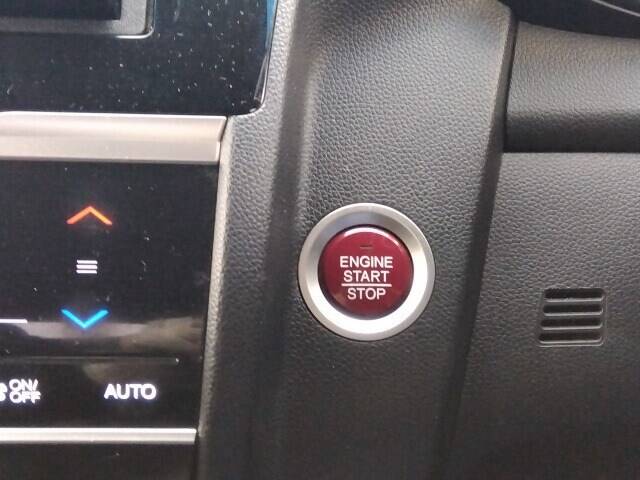 ENGINE
START
STOP
ON/
OFF
AUTO